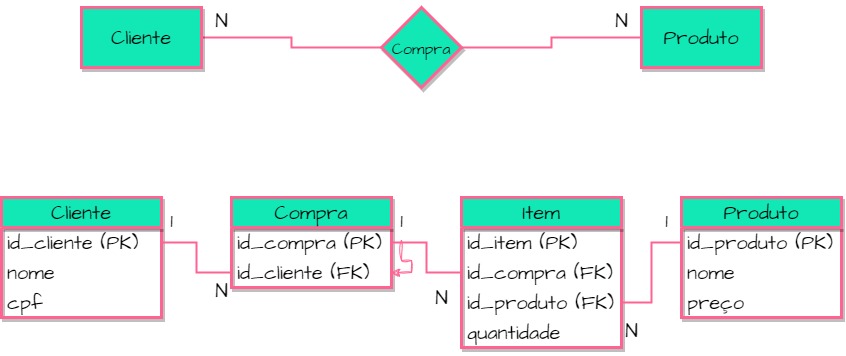 Cliente
N
Compra
N
Produto
Cliente
id_cliente (PK)
nome
cpf
1
N
Compra
id_compra (PK)
id_cliente (FK)
1
N
Item
id_item (PK)
id_compra (FK)
id_produto (FK)
quantidade
1
N
Produto
id_produto (PK)
nome
preço